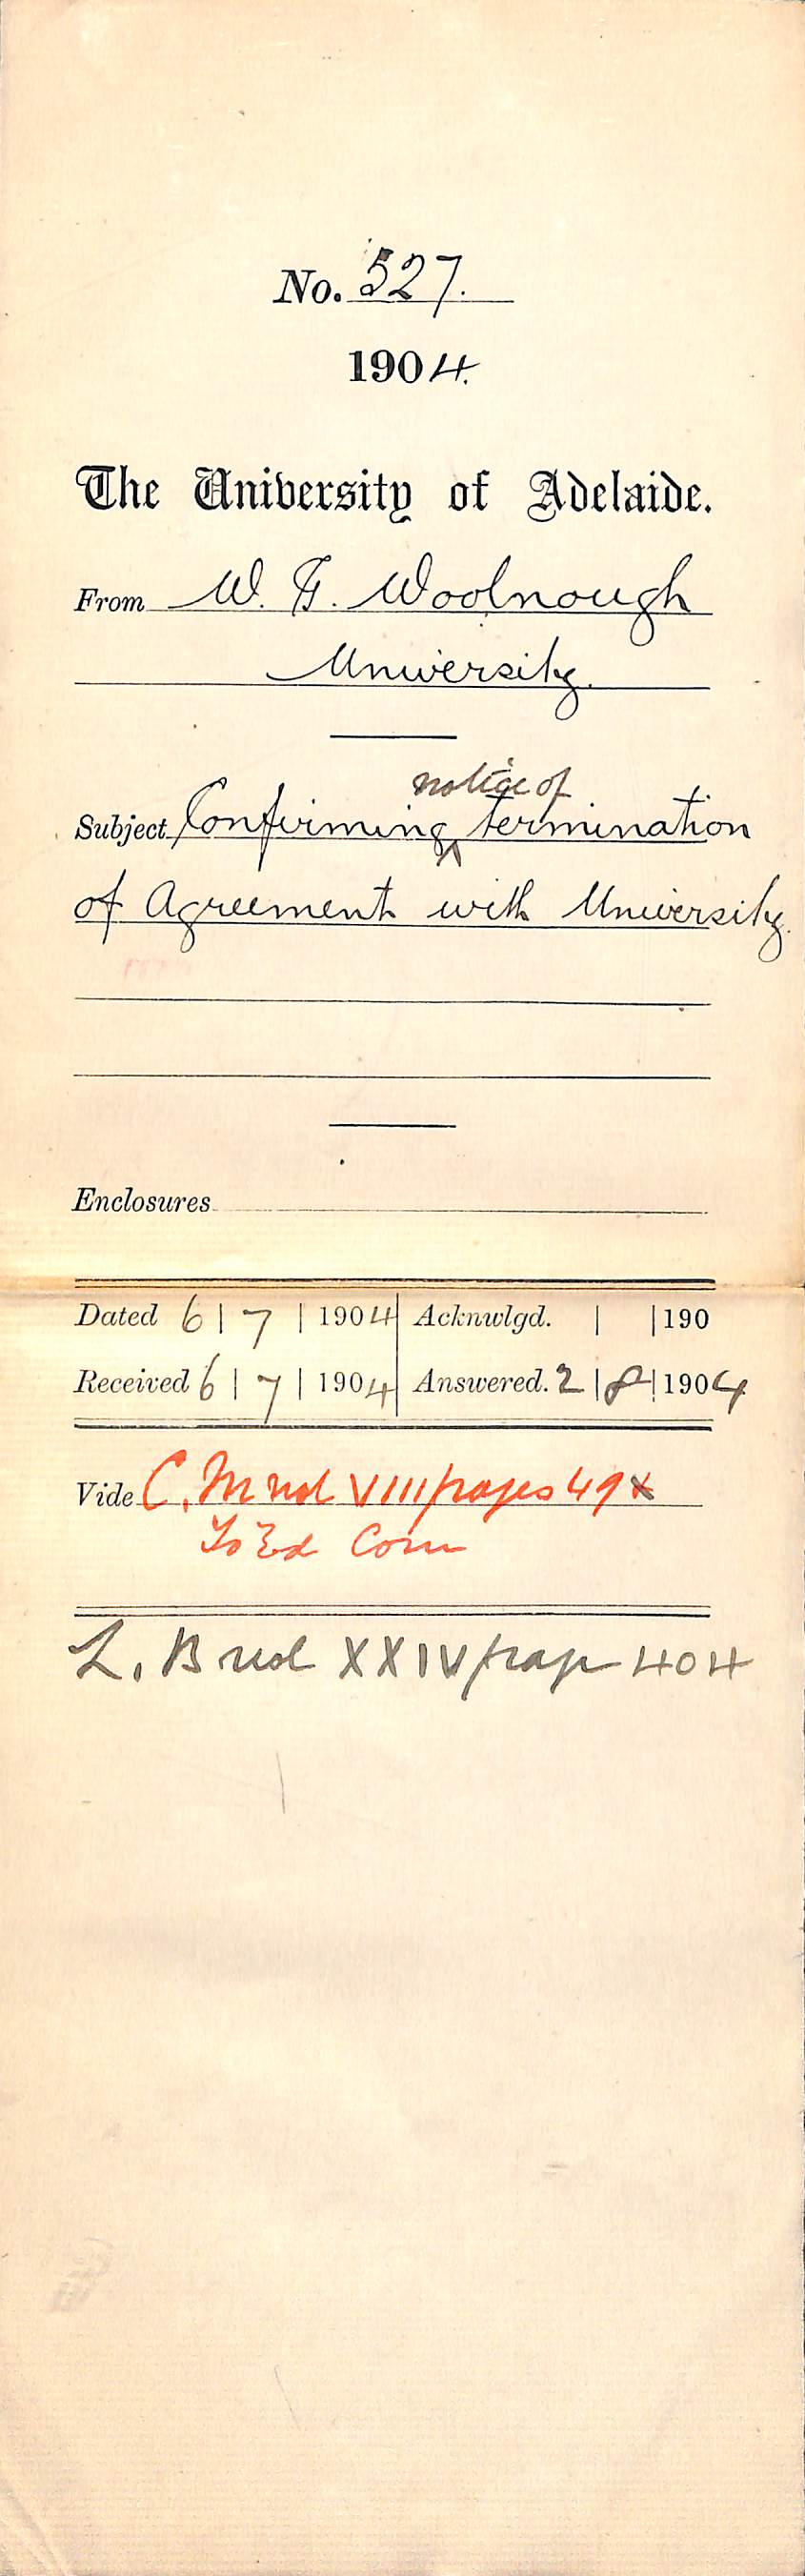 No. 527.
1904.
The University of Adelaide.
From W. G. Woolnough
University.
notice of
Subject Confirming ^ termination
of Agreement with University.
Enclosures
Dated 6 | 7 | 1904 Acknwlgd. | | 190
Received 6 | 7 | 1904 Answered. 2 | 8 | 1904
Vide C. M vol VIII pages 49
To Ed Com
L. B vol XXIV page 404